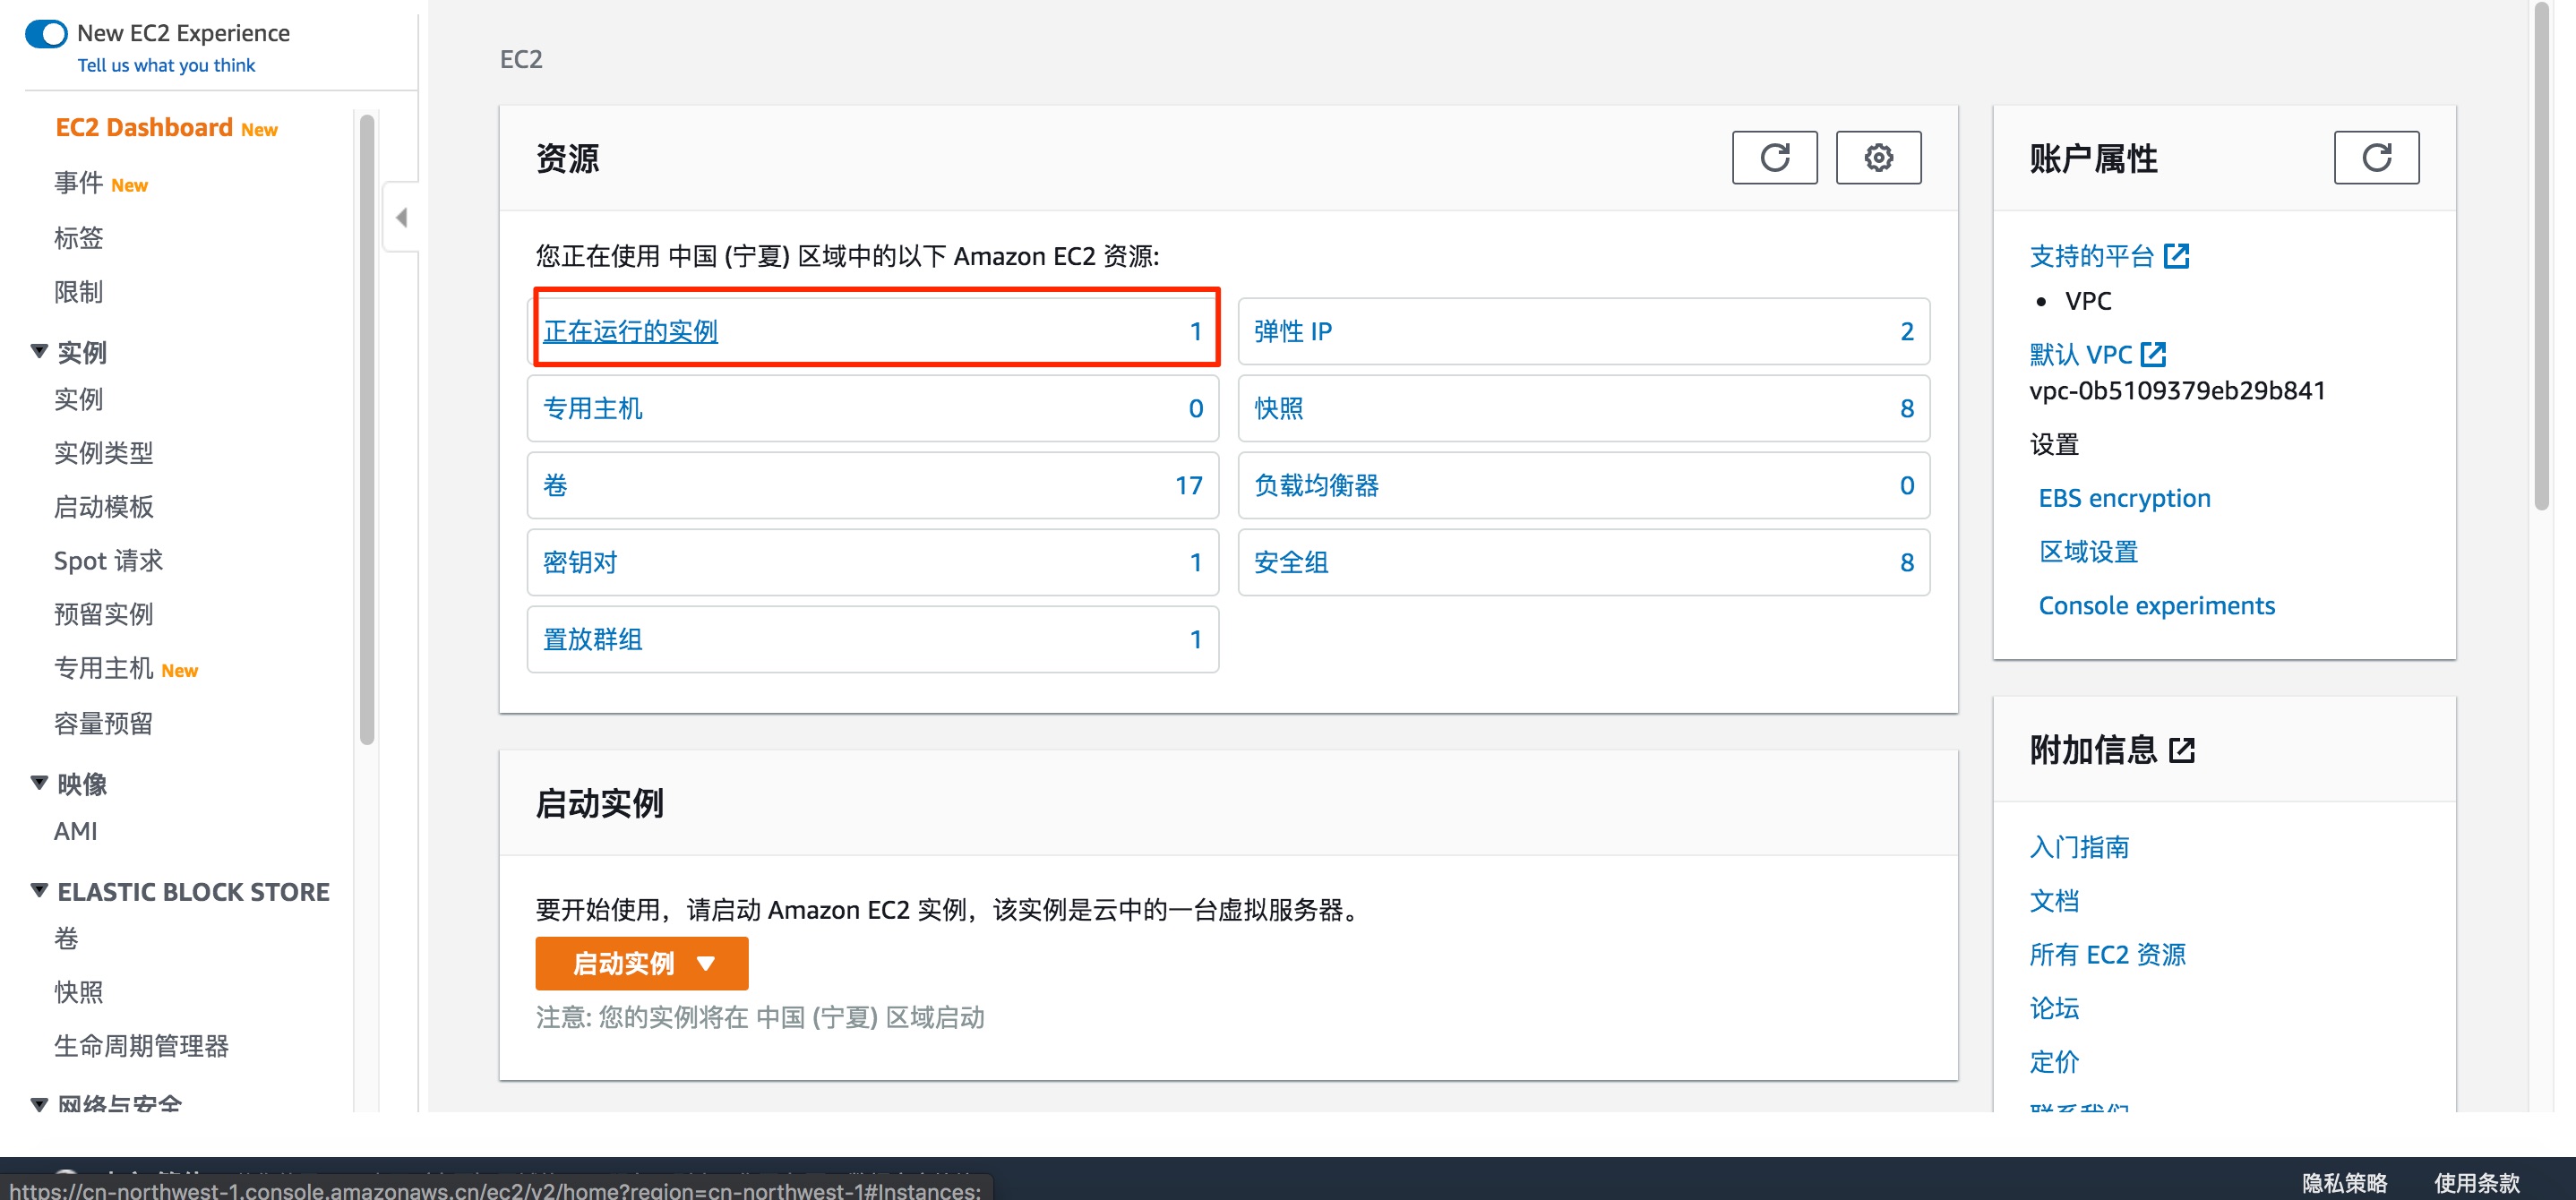 New EC2 Experience
Tell us what you think
EC2 Dashboard New
事件 New
标签
限制
实例
实例
实例类型
启动模板
Spot 请求
预留实例
专用主机 New
容量预留
映像
AMI
ELASTIC BLOCK STORE
卷
快照
生命周期管理器
网络与安全
EC2
资源
您正在使用 中国 (宁夏) 区域中的以下 Amazon EC2 资源:
正在运行的实例 1
弹性 IP 2
专用主机 0
快照 8
卷 17
负载均衡器 0
密钥对 1
安全组 8
置放群组 1
启动实例
要开始使用，请启动 Amazon EC2 实例，该实例是云中的一台虚拟服务器。
启动实例
注意: 您的实例将在 中国 (宁夏) 区域启动
账户属性
支持的平台
VPC
默认 VPC
vpc-0b5109379eb29b841
设置
EBS encryption
区域设置
Console experiments
附加信息
入门指南
文档
所有 EC2 资源
论坛
定价
联系我们
https://cn-northwest-1.console.amazonaws.cn/ec2/v2/home?region=cn-northwest-1#Instances:
隐私策略
使用条款